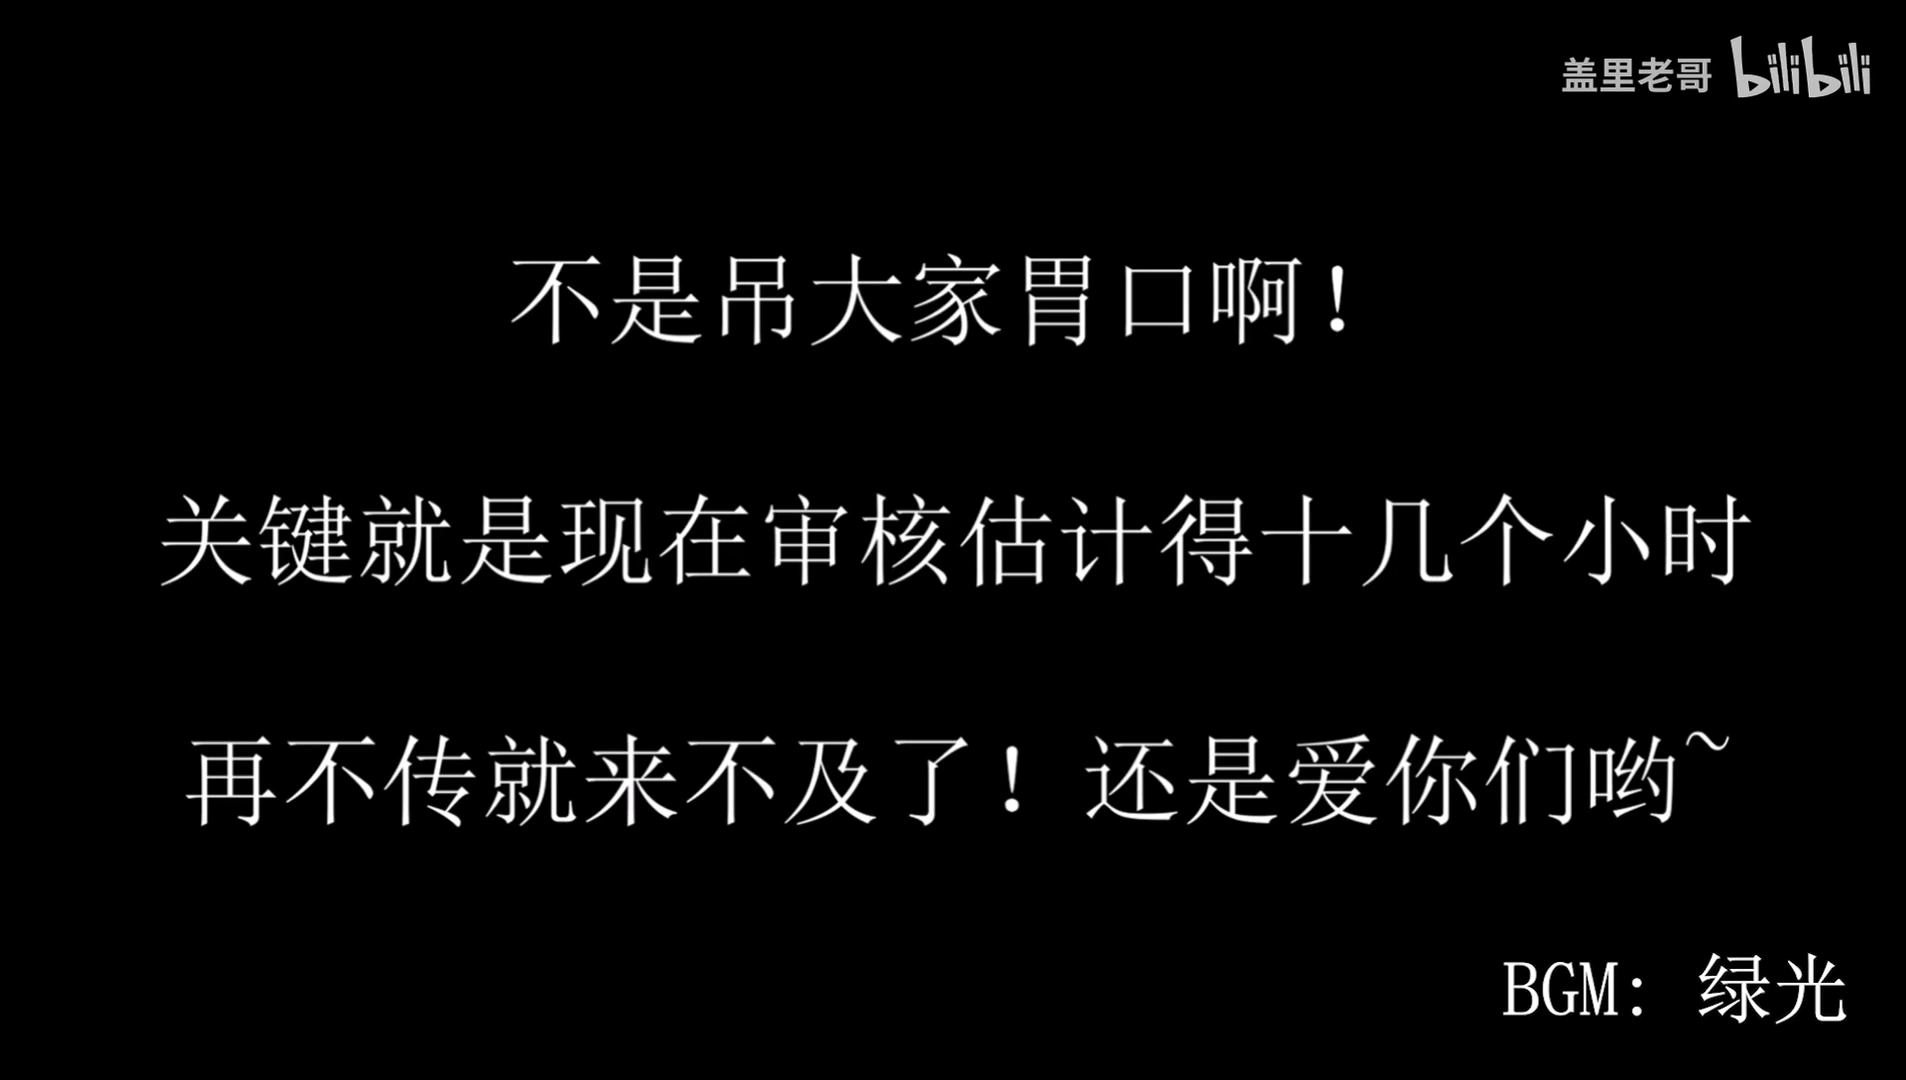 盖里老哥 bilibili
不是吊大家胃口啊！
关键就是现在审核估计得十几个小时
再不传就来不及了！还是爱你们哟~
BGM：绿光